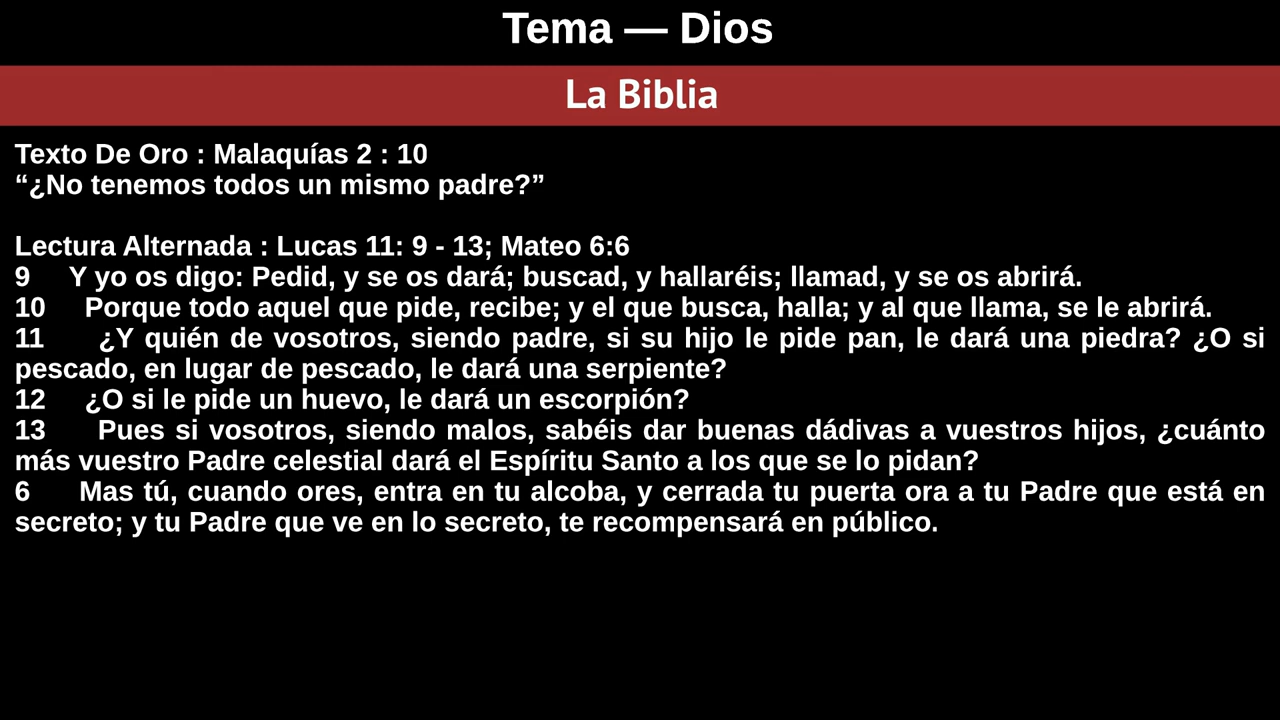 Tema — Dios
La Biblia
Texto De Oro : Malaquías 2 : 10
“¿No tenemos todos un mismo padre?”
Lectura Alternada : Lucas 11: 9 - 13; Mateo 6:6
9 Y yo os digo: Pedid, y se os dará; buscad, y hallaréis; llamad, y se os abrirá.
10 Porque todo aquel que pide, recibe; y el que busca, halla; y al que llama, se le abrirá.
11 ¿Y quién de vosotros, siendo padre, si su hijo le pide pan, le dará una piedra? ¿O si
pescado, en lugar de pescado, le dará una serpiente?
12 ¿O si le pide un huevo, le dará un escorpión?
13 Pues si vosotros, siendo malos, sabéis dar buenas dádivas a vuestros hijos, ¿cuánto
más vuestro Padre celestial dará el Espíritu Santo a los que se lo pidan?
6 Mas tú, cuando ores, entra en tu alcoba, y cerrada tu puerta ora a tu Padre que está en
secreto; y tu Padre que ve en lo secreto, te recompensará en público.